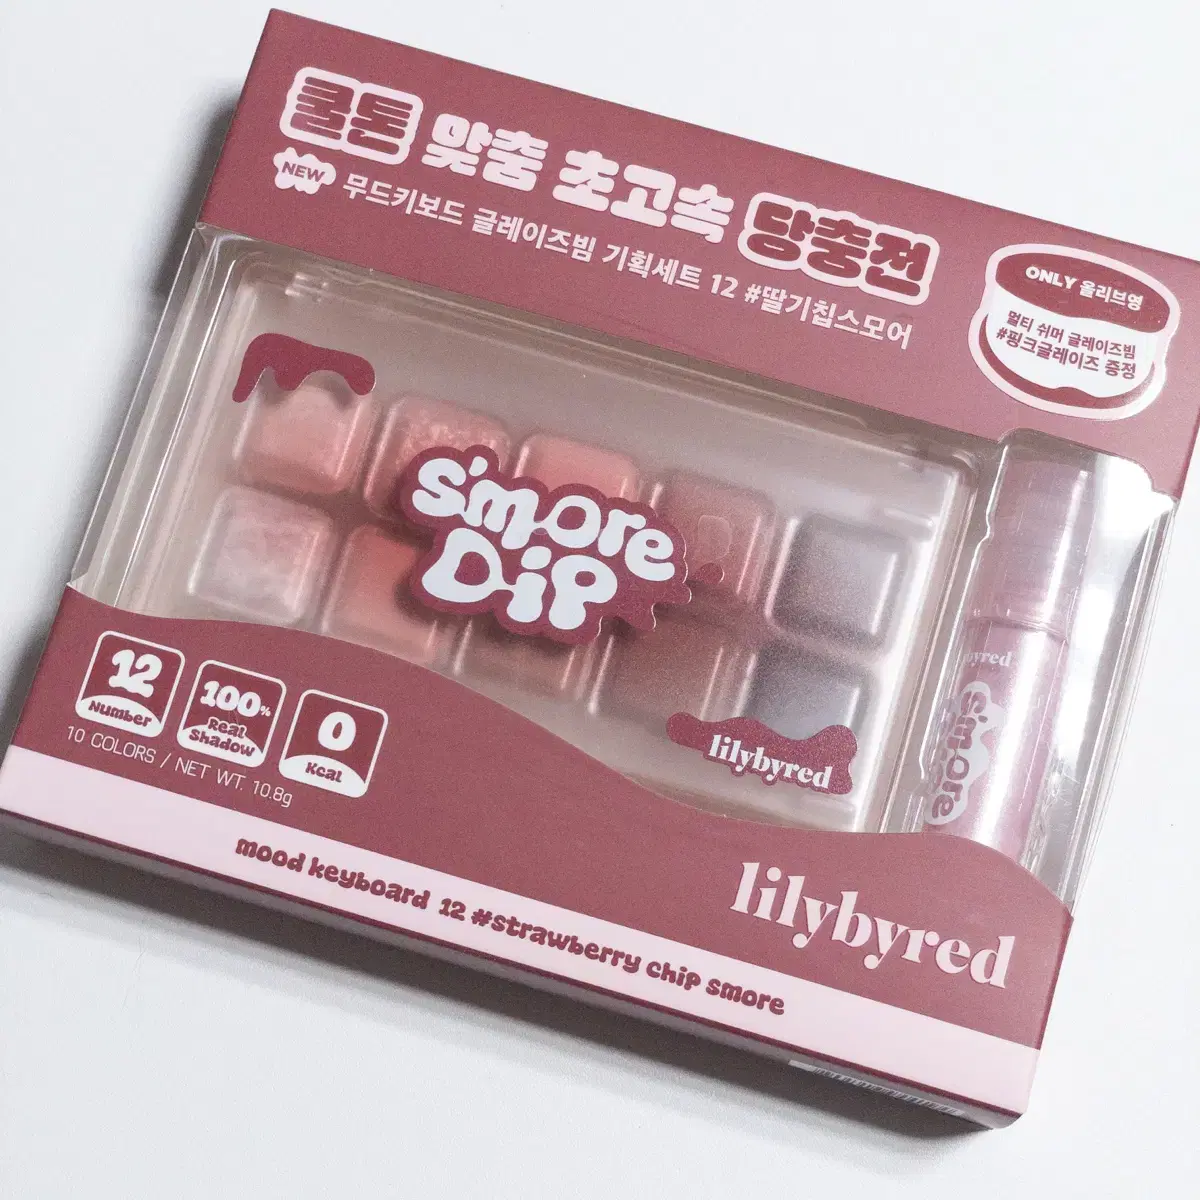 쿨톤 맞춤 초고속 당충전
NEW 무드키보드 글레이즈빔 기획세트 12 #딸기칩스모어
ONLY 올리브영
멀티 쉬머 글레이즈빔
#핑크글레이즈 증정
s'more
Dip
lilybyred
lilybyred
s'more
12
Number
100%
Real
Shadow
0
Kcal
10 COLORS / NET WT. 10.8g
lilybyred
mood keyboard 12 #strawberry chip smore